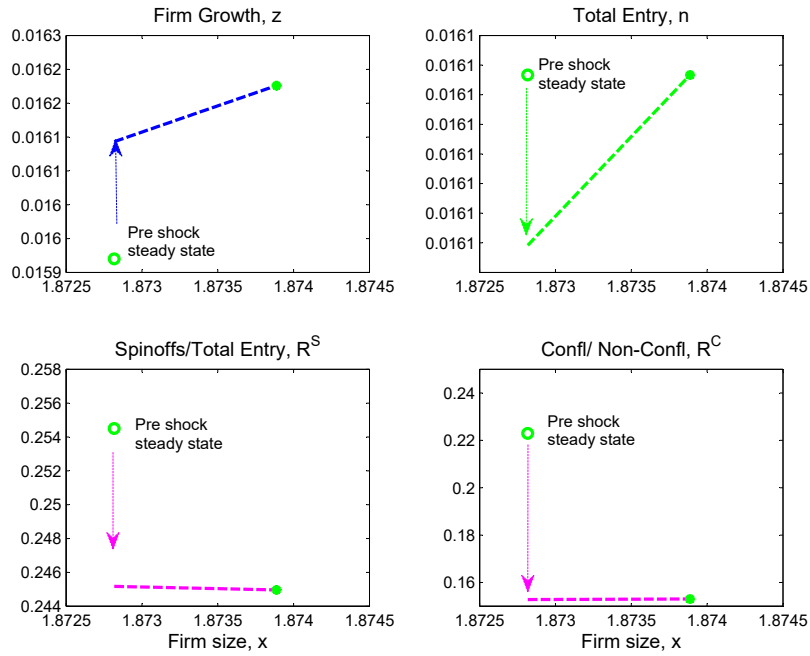 Firm Growth, z
0.0163
0.0162
0.0162
0.0161
0.0161
0.016
0.016
0.0159
Pre shock
steady state
1.8725 1.873 1.8735 1.874 1.8745
Total Entry, n
0.0161
0.0161
0.0161
0.0161
0.0161
0.0161
0.0161
0.0161
Pre shock
steady state
1.8725 1.873 1.8735 1.874 1.8745
Spinoffs/Total Entry, R^S
0.258
0.256
0.254
0.252
0.25
0.248
0.246
0.244
Pre shock
steady state
1.8725 1.873 1.8735 1.874 1.8745
Firm size, x
Confl/ Non-Confl, R^C
0.24
0.22
0.2
0.18
0.16
Pre shock
steady state
1.8725 1.873 1.8735 1.874 1.8745
Firm size, x